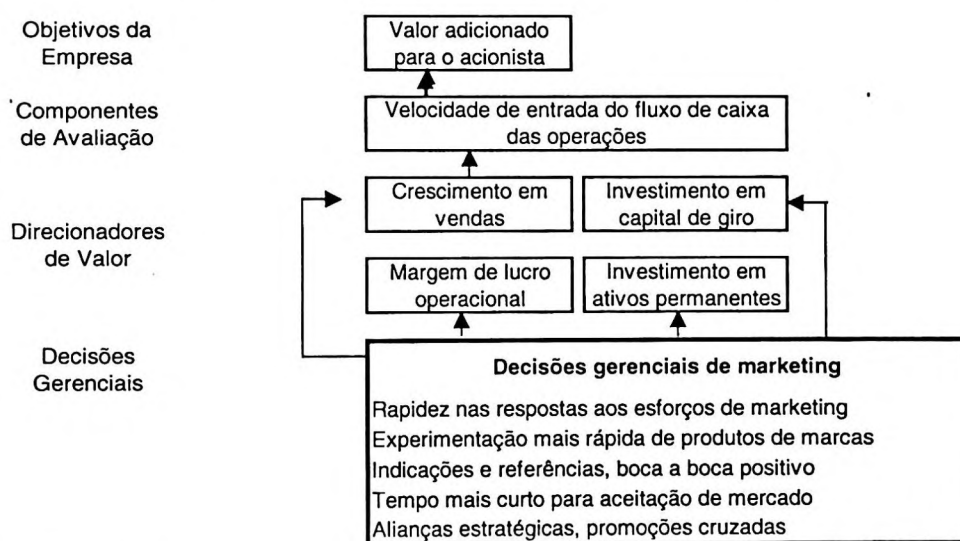 Objetivos da
Empresa
Valor adicionado
para o acionista
Componentes
de Avaliação
Velocidade de entrada do fluxo de caixa
das operações
Direcionadores
de Valor
Crescimento em
vendas
Investimento em
capital de giro
Margem de lucro
operacional
Investimento em
ativos permanentes
Decisões
Gerenciais
Decisões gerenciais de marketing
Rapidez nas respostas aos esforços de marketing
Experimentação mais rápida de produtos de marcas
Indicações e referências, boca a boca positivo
Tempo mais curto para aceitação de mercado
Alianças estratégicas, promoções cruzadas